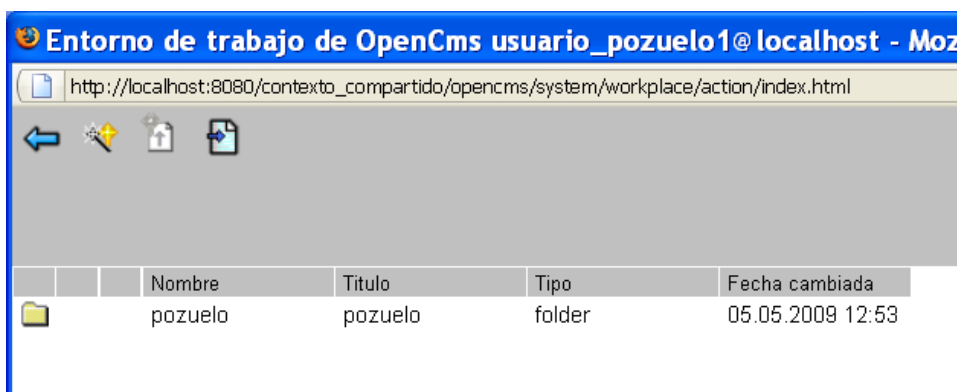 Entorno de trabajo de OpenCms usuario_pozuelo1@localhost - Moz
http://localhost:8080/contexto_compartido/opencms/system/workplace/action/index.html
Nombre Titulo Tipo Fecha cambiada
pozuelo pozuelo folder 05.05.2009 12:53